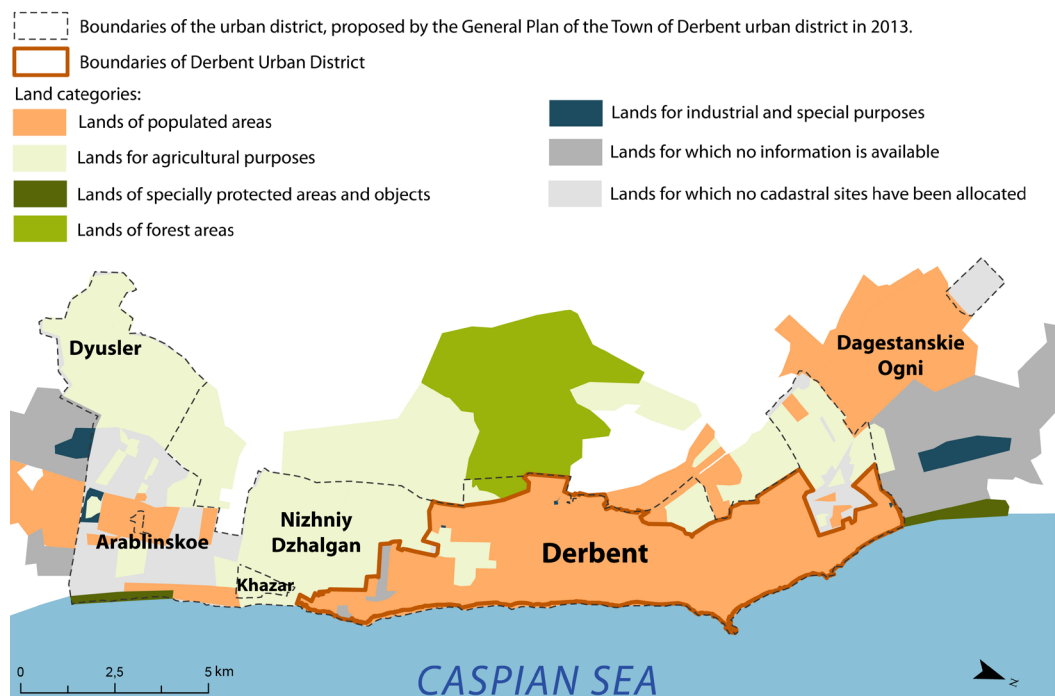 Boundaries of the urban district, proposed by the General Plan of the Town of Derbent urban district in 2013.
Boundaries of Derbent Urban District
Land categories:
Lands of populated areas
Lands for agricultural purposes
Lands of specially protected areas and objects
Lands of forest areas
Lands for industrial and special purposes
Lands for which no information is available
Lands for which no cadastral sites have been allocated
Dyusler
Dagestanskie
Ogni
Nizhniy
Dzhalgan
Arablinskoe
Derbent
Khazar
0 2,5 5 km
CASPIAN SEA
N